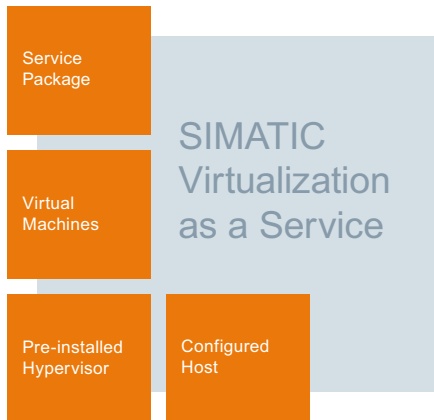 Service
Package
SIMATIC
Virtualization
as a Service
Virtual
Machines
Pre-installed
Hypervisor
Configured
Host